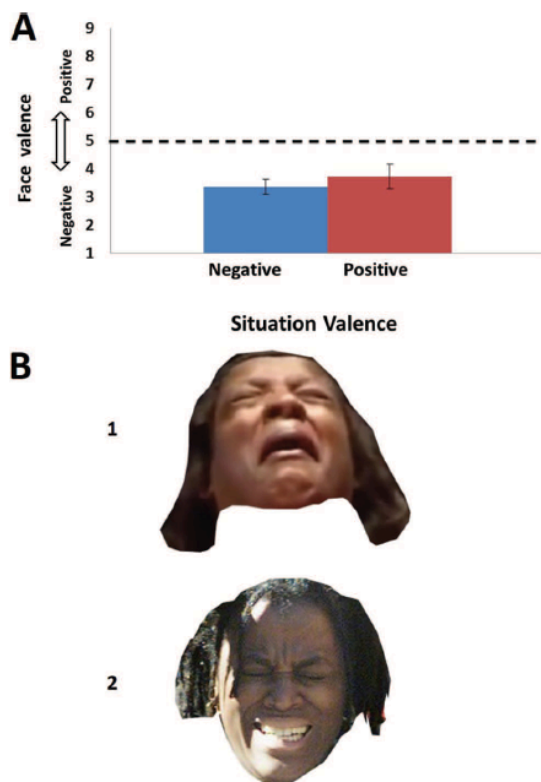 A
9
8
7
6
5
4
3
2
1
Face valence
Negative Positive
Negative Positive
Situation Valence
B
1
2